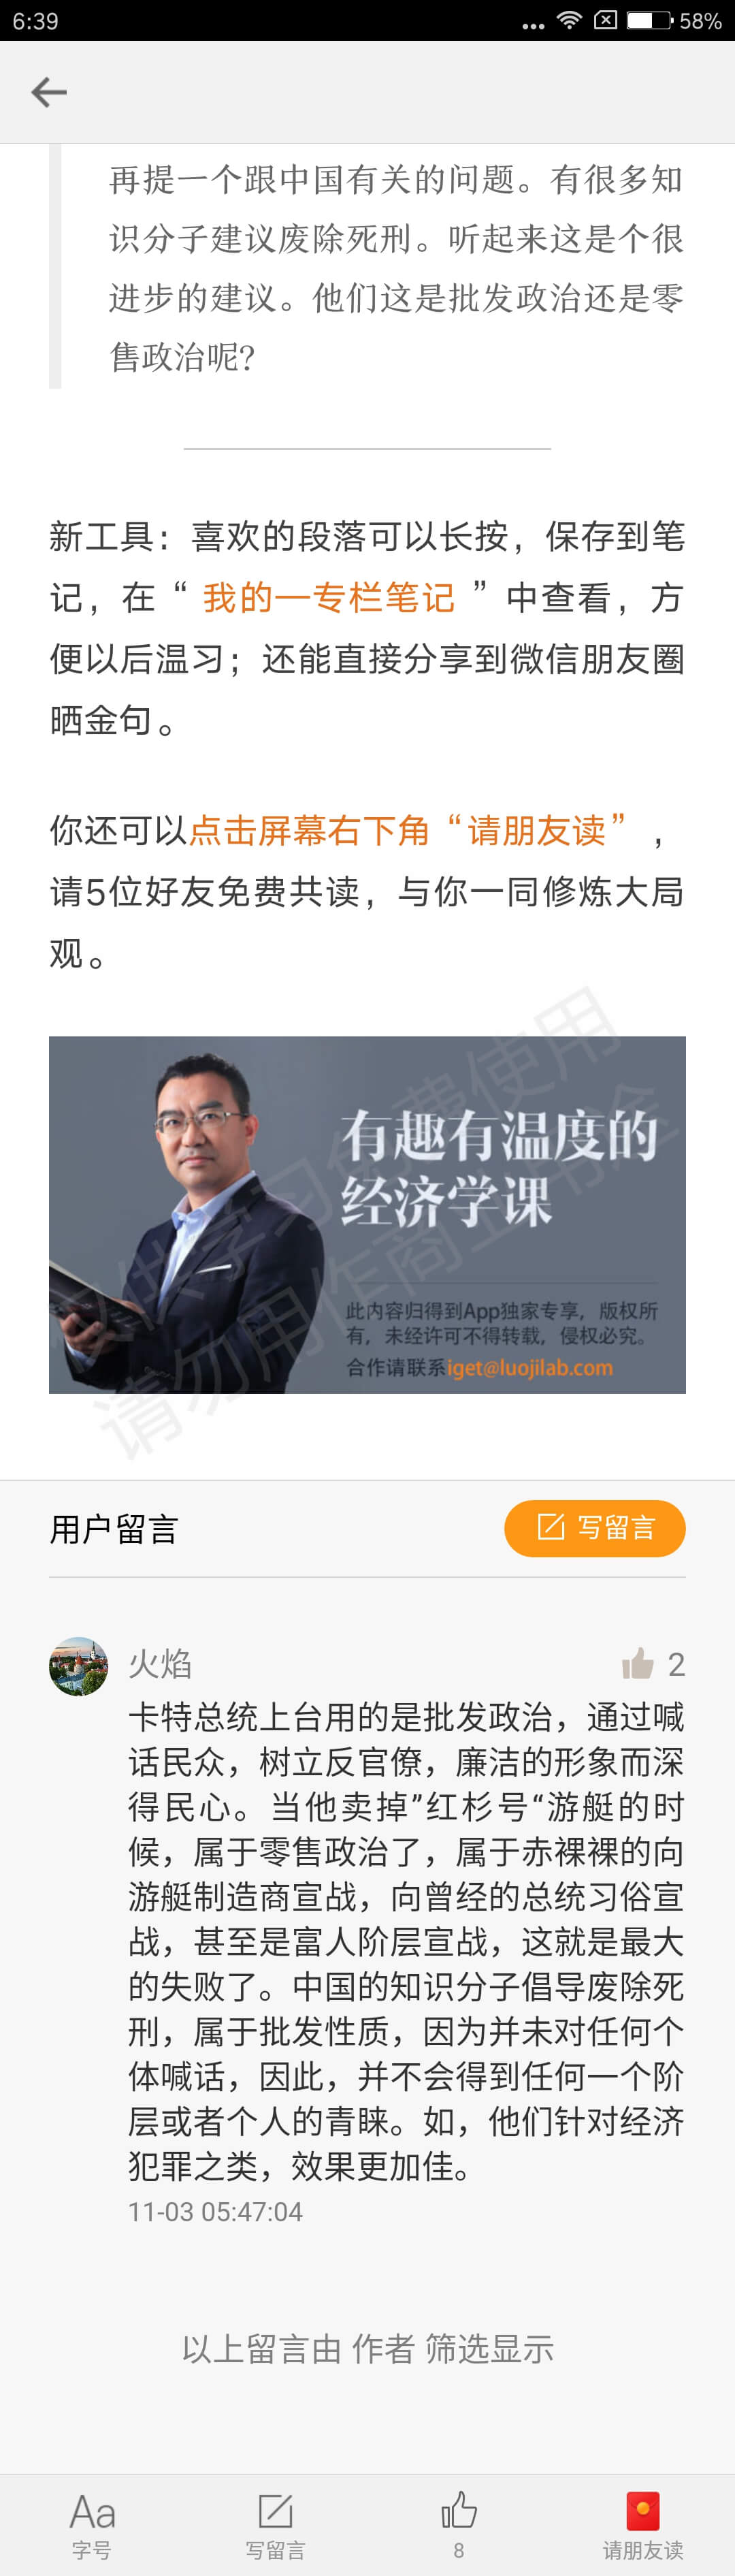 6:39
58%
再提一个跟中国有关的问题。有很多知
识分子建议废除死刑。听起来这是个很
进步的建议。他们这是批发政治还是零
售政治呢?
新工具：喜欢的段落可以长按，保存到笔
记，在“ 我的一专栏笔记 ”中查看，方
便以后温习；还能直接分享到微信朋友圈
晒金句。
你还可以点击屏幕右下角“请朋友读”，
请5位好友免费共读，与你一同修炼大局
观。
有趣有温度的
经济学课
此内容归得到App独家专享，版权所
有，未经许可不得转载，侵权必究。
合作请联系iget@luojilab.com
仅供学习免费使用
请勿用作商业用途
用户留言
写留言
火焰
2
卡特总统上台用的是批发政治，通过喊
话民众，树立反官僚，廉洁的形象而深
得民心。当他卖掉”红杉号“游艇的时
候，属于零售政治了，属于赤裸裸的向
游艇制造商宣战，向曾经的总统习俗宣
战，甚至是富人阶层宣战，这就是最大
的失败了。中国的知识分子倡导废除死
刑，属于批发性质，因为并未对任何个
体喊话，因此，并不会得到任何一个阶
层或者个人的青睐。如，他们针对经济
犯罪之类，效果更加佳。
11-03 05:47:04
以上留言由 作者 筛选显示
Aa
字号
写留言
8
请朋友读